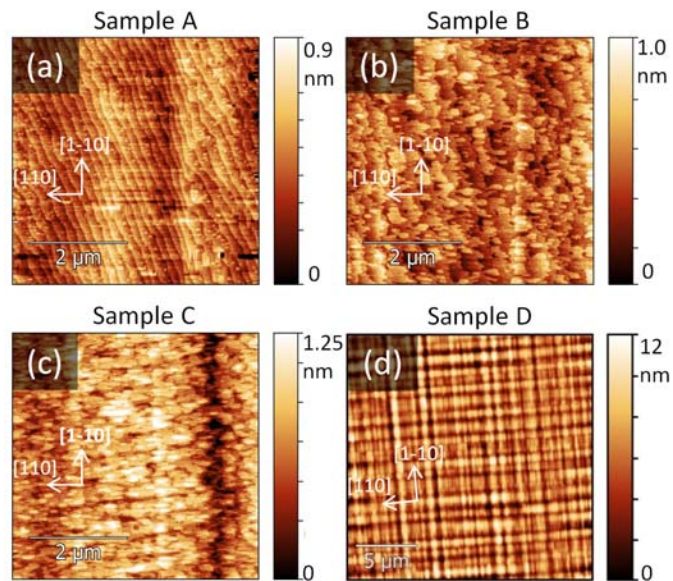 Sample A
Sample B
(a)
[1-10]
[110]
2 μm
0.9
nm
0
(b)
[1-10]
[110]
2 μm
1.0
nm
0
Sample C
Sample D
(c)
[1-10]
[110]
2 μm
1.25
nm
0
(d)
[1-10]
[110]
5 μm
12
nm
0